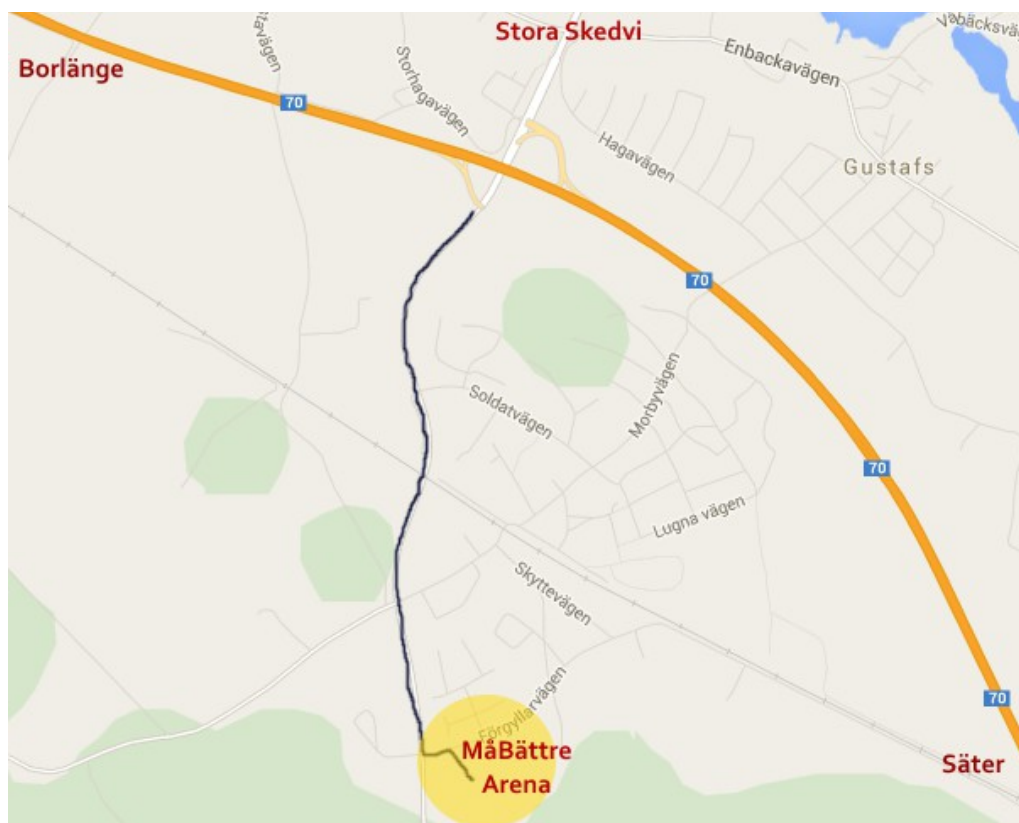 Stora Skedvi
Enbackavägen
Borlänge
Storhagavägen
70
Hagavägen
Gustafs
70
Soldatvägen
Morbyvägen
70
Lugna vägen
Skyttevägen
Förgyllarvägen
70
MåBättre
Arena
Säter